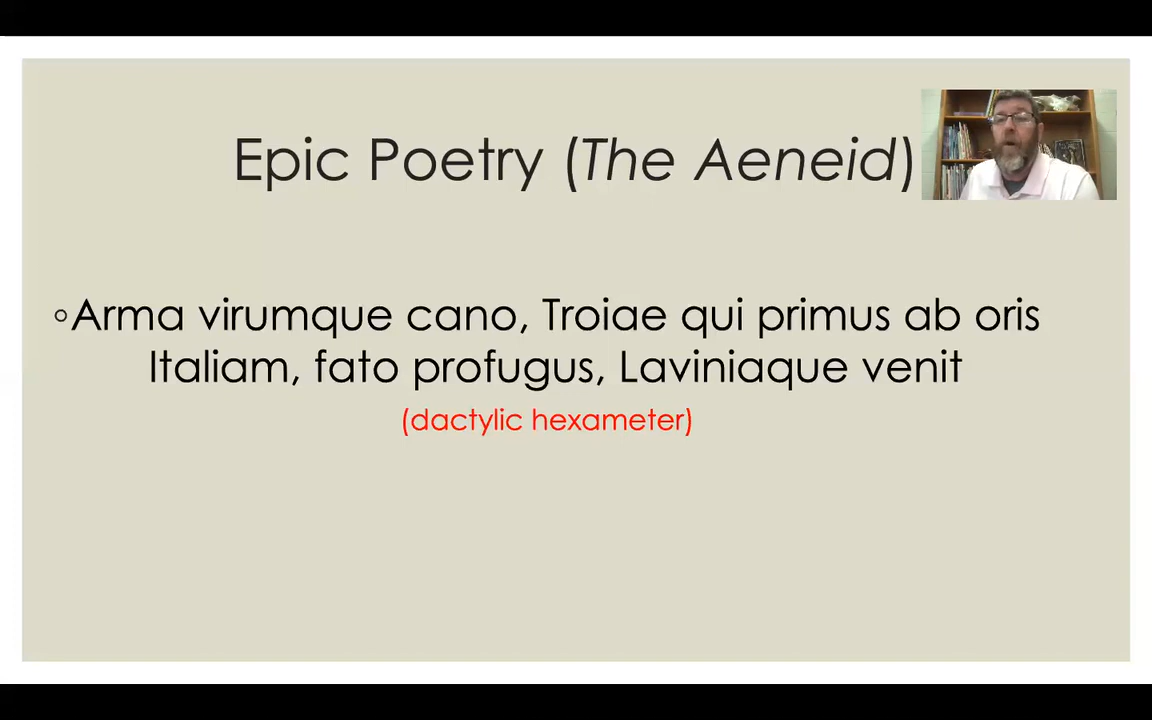 Epic Poetry (The Aeneid)
◦Arma virumque cano, Troiae qui primus ab oris
Italiam, fato profugus, Laviniaque venit
(dactylic hexameter)